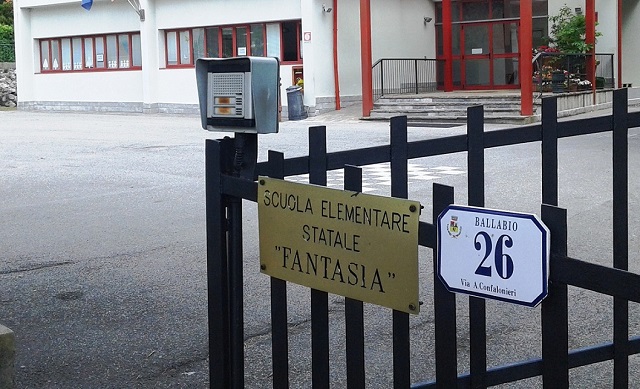 SCUOLA ELEMENTARE
STATALE
"FANTASIA"
BALLABIO
26
Via A. Confalonieri